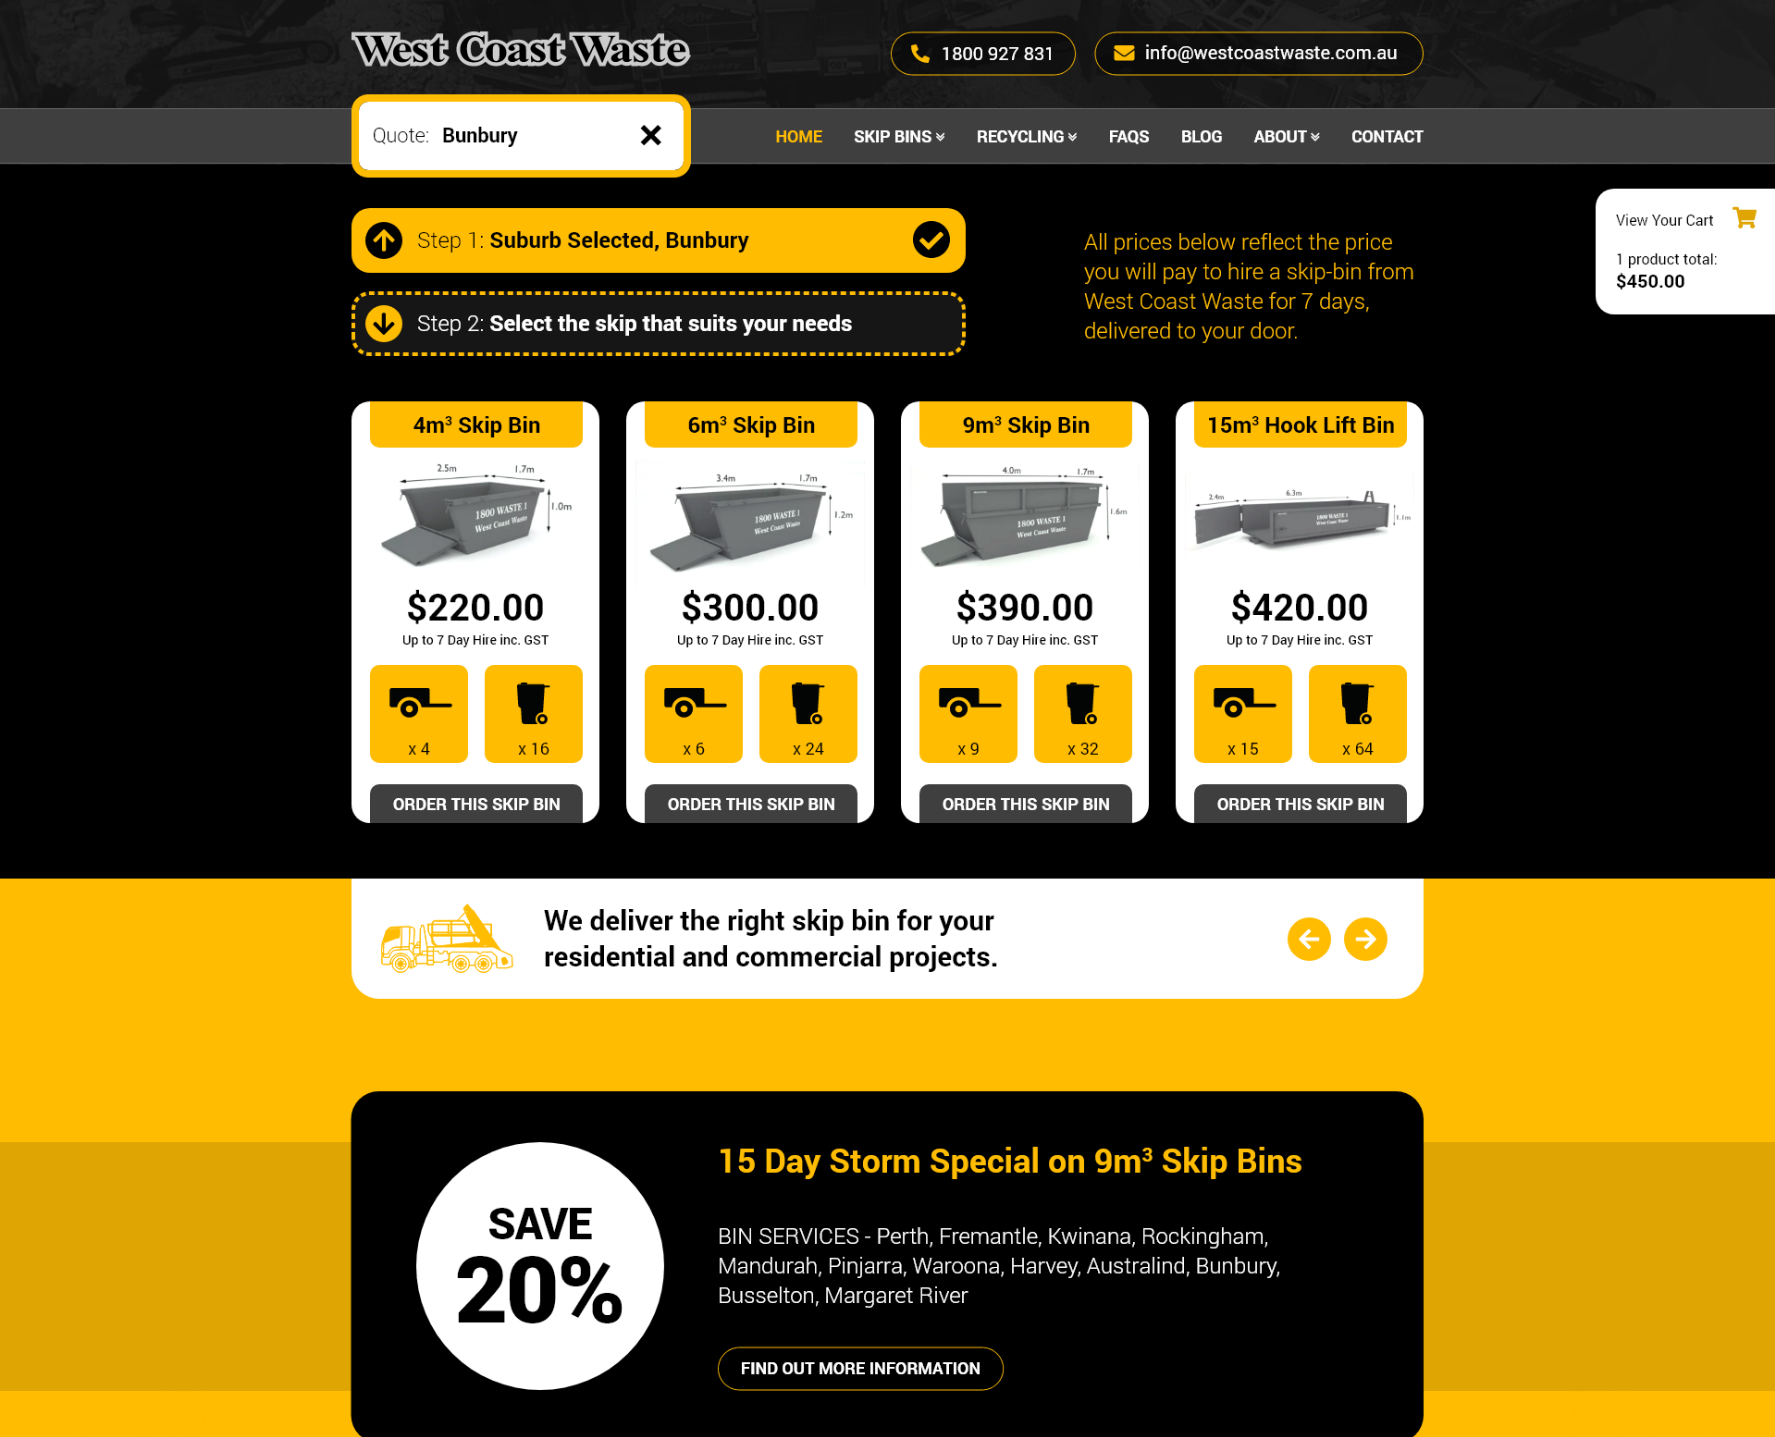 West Coast Waste
1800 927 831
info@westcoastwaste.com.au
Quote: Bunbury
HOME
SKIP BINS
RECYCLING
FAQS
BLOG
ABOUT
CONTACT
View Your Cart
1 product total:
$450.00
Step 1: Suburb Selected, Bunbury
Step 2: Select the skip that suits your needs
All prices below reflect the price
you will pay to hire a skip-bin from
West Coast Waste for 7 days,
delivered to your door.
4m³ Skip Bin
2.5m
1.7m
1.0m
1800 WASTE 1
West Coast Waste
$220.00
Up to 7 Day Hire inc. GST
x 4
x 16
ORDER THIS SKIP BIN
6m³ Skip Bin
3.4m
1.7m
1.2m
1800 WASTE 1
West Coast Waste
$300.00
Up to 7 Day Hire inc. GST
x 6
x 24
ORDER THIS SKIP BIN
9m³ Skip Bin
4.0m
1.7m
1.6m
1800 WASTE 1
West Coast Waste
$390.00
Up to 7 Day Hire inc. GST
x 9
x 32
ORDER THIS SKIP BIN
15m³ Hook Lift Bin
2.4m
6.3m
1.1m
1800 WASTE 1
West Coast Waste
$420.00
Up to 7 Day Hire inc. GST
x 15
x 64
ORDER THIS SKIP BIN
We deliver the right skip bin for your
residential and commercial projects.
SAVE
20%
15 Day Storm Special on 9m³ Skip Bins
BIN SERVICES - Perth, Fremantle, Kwinana, Rockingham,
Mandurah, Pinjarra, Waroona, Harvey, Australind, Bunbury,
Busselton, Margaret River
FIND OUT MORE INFORMATION